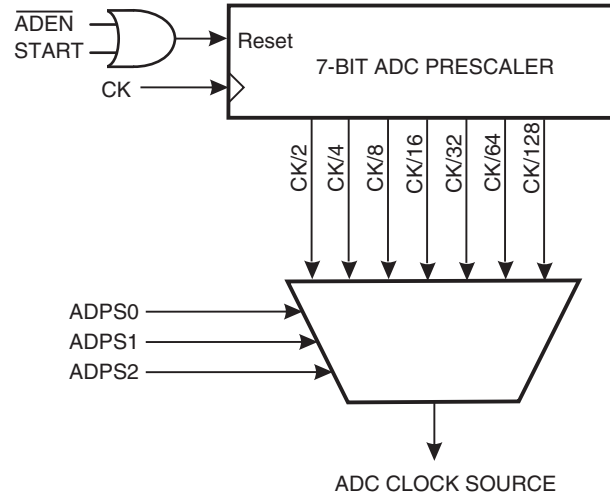 ADEN
START
Reset
7-BIT ADC PRESCALER
CK
CK/2
CK/4
CK/8
CK/16
CK/32
CK/64
CK/128
ADPS0
ADPS1
ADPS2
ADC CLOCK SOURCE